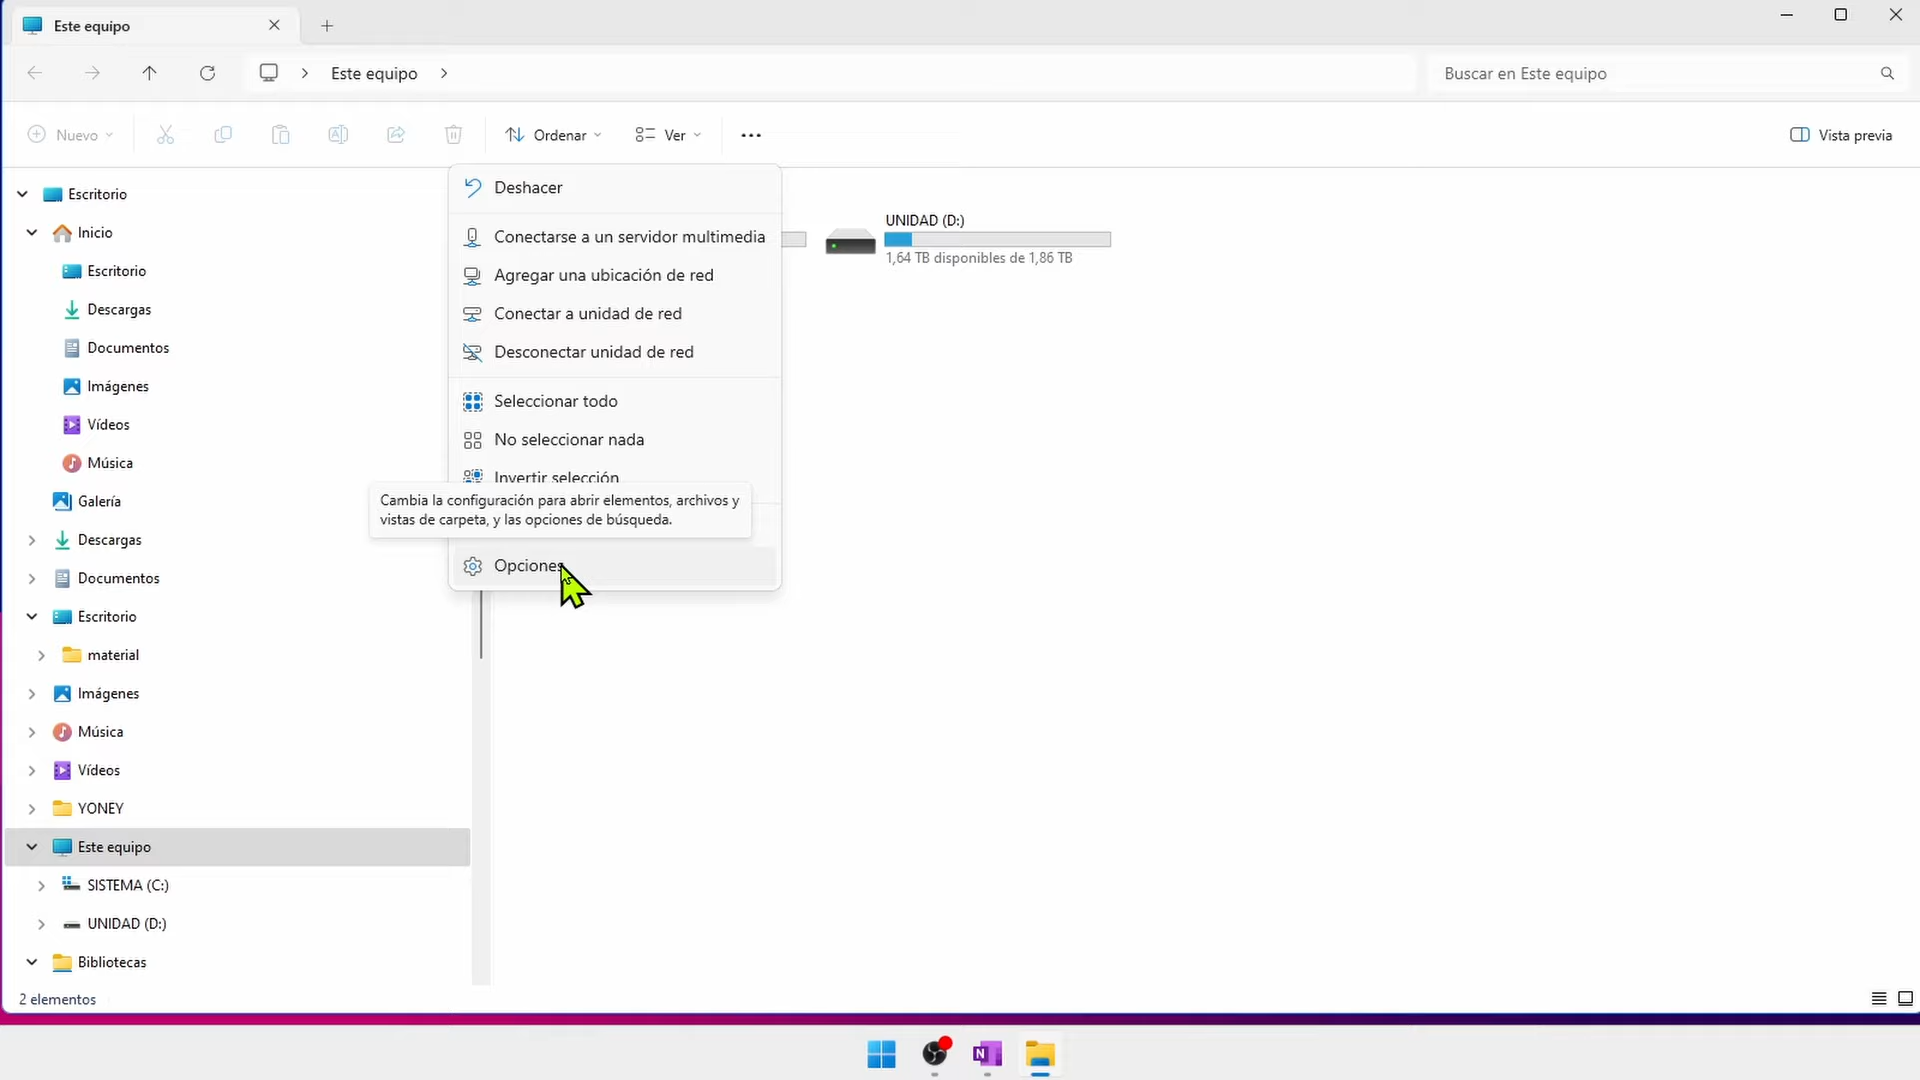 Este equipo
Este equipo
Buscar en Este equipo
Nuevo
Ordenar
Ver
Vista previa
Escritorio
Inicio
Escritorio
Descargas
Documentos
Imágenes
Vídeos
Música
Galería
Descargas
Documentos
Escritorio
material
Imágenes
Música
Vídeos
YONEY
Este equipo
SISTEMA (C:)
UNIDAD (D:)
Bibliotecas
Deshacer
Conectarse a un servidor multimedia
Agregar una ubicación de red
Conectar a unidad de red
Desconectar unidad de red
Seleccionar todo
No seleccionar nada
Invertir selección
Cambia la configuración para abrir elementos, archivos y
vistas de carpeta, y las opciones de búsqueda.
Opciones
UNIDAD (D:)
1,64 TB disponibles de 1,86 TB
2 elementos